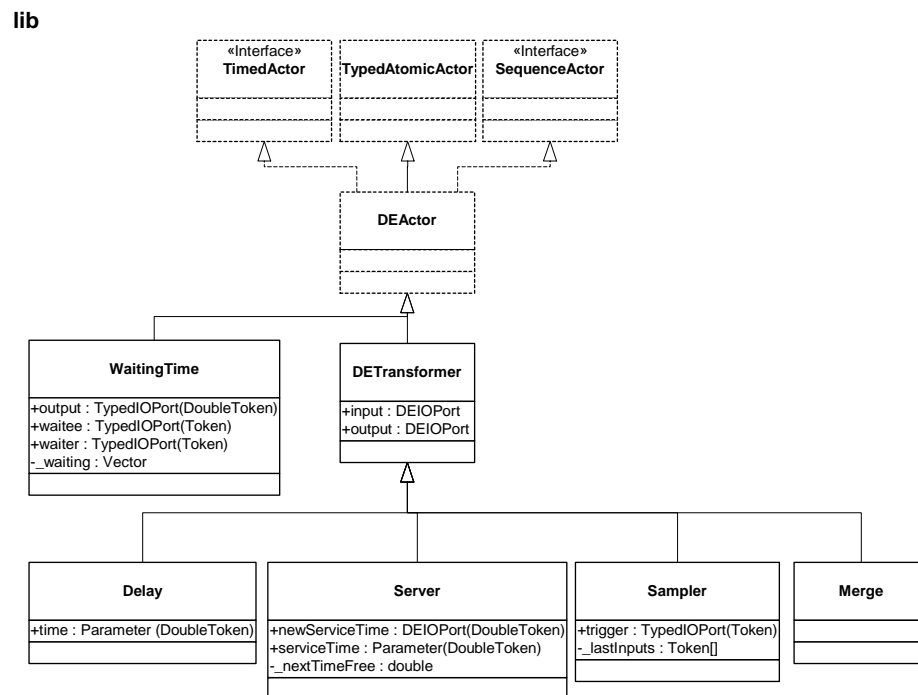 lib
«Interface»
TimedActor
TypedAtomicActor
«Interface»
SequenceActor
DEActor
WaitingTime
+output : TypedIOPort(DoubleToken)
+waitee : TypedIOPort(Token)
+waiter : TypedIOPort(Token)
-_waiting : Vector
DETransformer
+input : DEIOPort
+output : DEIOPort
Delay
+time : Parameter (DoubleToken)
Server
+newServiceTime : DEIOPort(DoubleToken)
+serviceTime : Parameter(DoubleToken)
-_nextTimeFree : double
Sampler
+trigger : TypedIOPort(Token)
-_lastInputs : Token[]
Merge